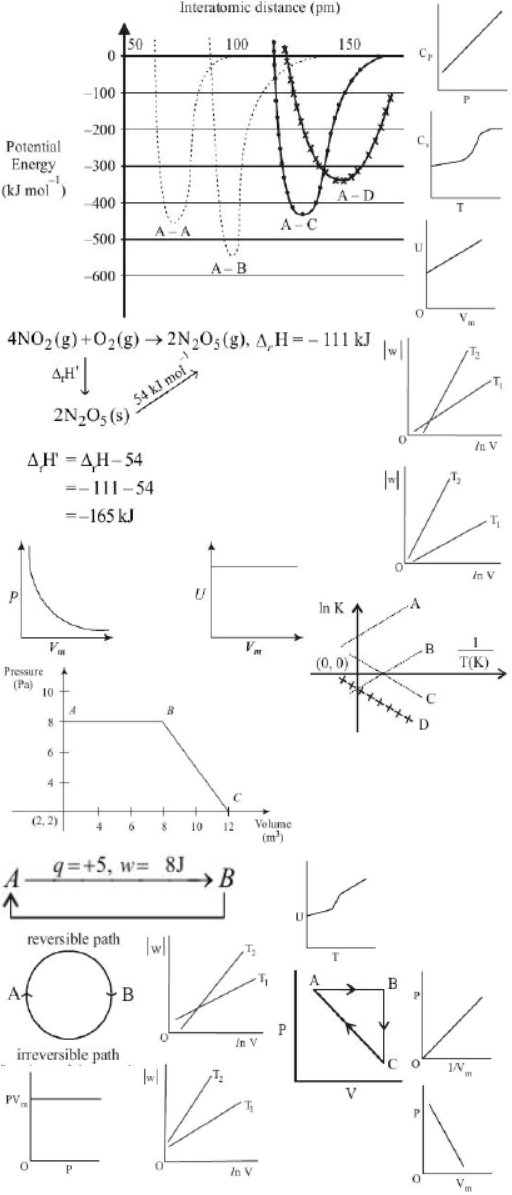 Interatomic distance (pm)
50 100 150
0
–100
–200
–300
–400
–500
–600
Potential
Energy
(kJ mol⁻¹)
A – A
A – B
A – C
A – D
C_P
P
C_v
T
U
O V_m
4NO₂(g) + O₂(g) → 2N₂O₅(g), Δ_rH = – 111 kJ
Δ_rH'
54 kJ mol⁻¹
2N₂O₅(s)
Δ_rH' = Δ_rH – 54
= – 111 – 54
= –165 kJ
|w|
T₂
T₁
O ln V
|w|
T₂
T₁
O ln V
P
V_m
U
V_m
ln K
A
B
(0, 0)
1/T(K)
C
D
Pressure
(Pa)
10
8
6
4
A B
C
(2, 2) 4 6 8 10 12 Volume
(m³)
A q=+5, w= 8J B
U
T
reversible path
A B
irreversible path
|w|
T₂
T₁
O ln V
P
A B
C
V
P
O 1/V_m
PV_m
O P
|w|
T₂
T₁
O ln V
P
O V_m